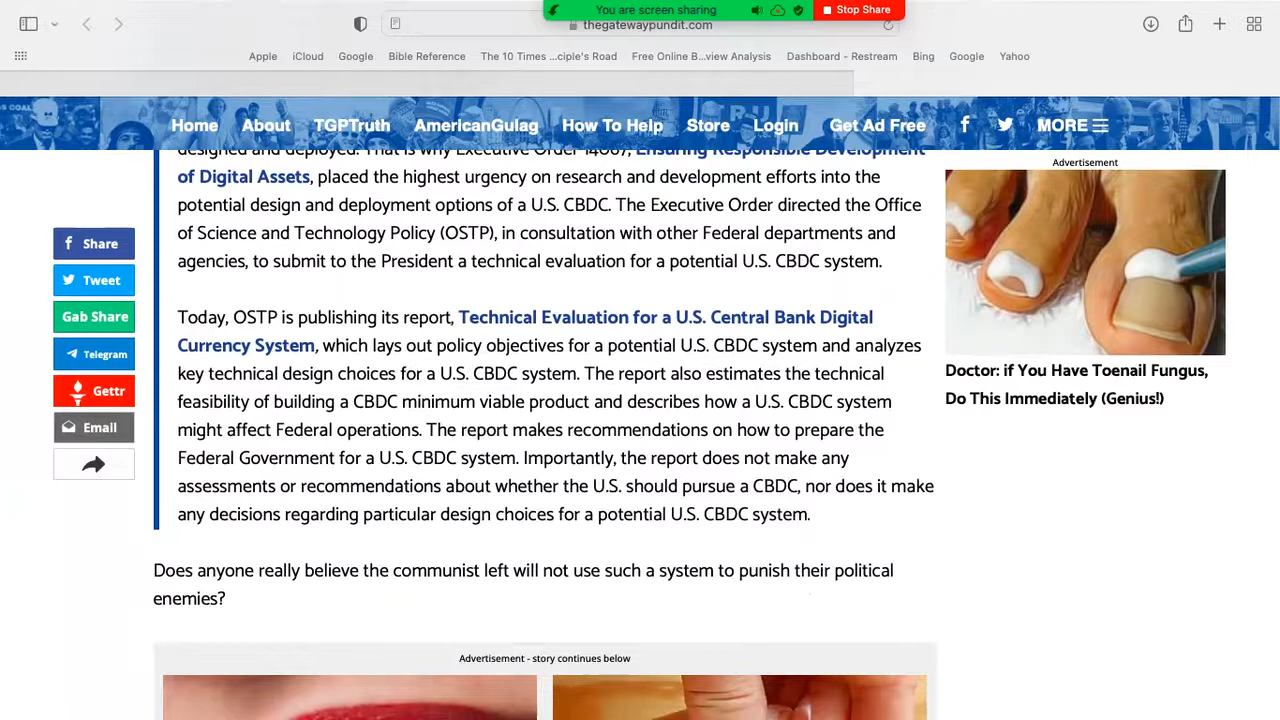 You are screen sharing
Stop Share
thegatewaypundit.com
Apple iCloud Google Bible Reference The 10 Times ...ciple's Road Free Online B...view Analysis Dashboard - Restream Bing Google Yahoo
Home About TGPTruth AmericanGulag How To Help Store Login Get Ad Free f MORE
designed and deployed. That is why Executive Order 14067, Ensuring Responsible Development
of Digital Assets, placed the highest urgency on research and development efforts into the
potential design and deployment options of a U.S. CBDC. The Executive Order directed the Office
of Science and Technology Policy (OSTP), in consultation with other Federal departments and
agencies, to submit to the President a technical evaluation for a potential U.S. CBDC system.
Today, OSTP is publishing its report, Technical Evaluation for a U.S. Central Bank Digital
Currency System, which lays out policy objectives for a potential U.S. CBDC system and analyzes
key technical design choices for a U.S. CBDC system. The report also estimates the technical
feasibility of building a CBDC minimum viable product and describes how a U.S. CBDC system
might affect Federal operations. The report makes recommendations on how to prepare the
Federal Government for a U.S. CBDC system. Importantly, the report does not make any
assessments or recommendations about whether the U.S. should pursue a CBDC, nor does it make
any decisions regarding particular design choices for a potential U.S. CBDC system.
Does anyone really believe the communist left will not use such a system to punish their political
enemies?
Advertisement - story continues below
f Share
Tweet
Gab Share
Telegram
Gettr
Email
Advertisement
Doctor: if You Have Toenail Fungus,
Do This Immediately (Genius!)